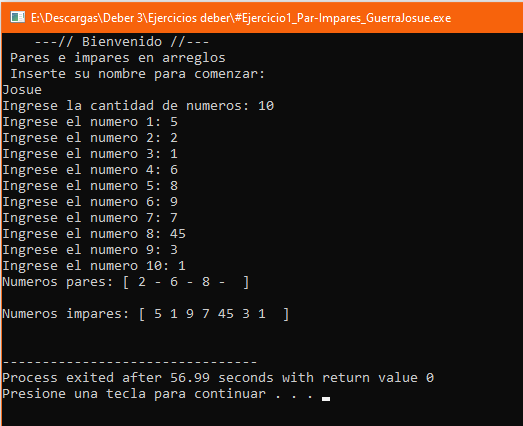 E:\Descargas\Deber 3\Ejercicios deber\#Ejercicio1_Par-Impares_GuerraJosue.exe
---// Bienvenido //---
Pares e impares en arreglos
Inserte su nombre para comenzar:
Josue
Ingrese la cantidad de numeros: 10
Ingrese el numero 1: 5
Ingrese el numero 2: 2
Ingrese el numero 3: 1
Ingrese el numero 4: 6
Ingrese el numero 5: 8
Ingrese el numero 6: 9
Ingrese el numero 7: 7
Ingrese el numero 8: 45
Ingrese el numero 9: 3
Ingrese el numero 10: 1
Numeros pares: [ 2 - 6 - 8 -  ]
Numeros impares: [ 5 1 9 7 45 3 1  ]
--------------------------------
Process exited after 56.99 seconds with return value 0
Presione una tecla para continuar . . .